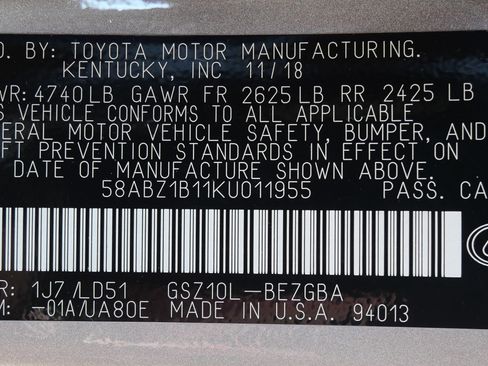 D. BY: TOYOTA MOTOR MANUFACTURING.
KENTUCKY, INC 11/18
VWR: 4740 LB GAWR FR 2625 LB RR 2425 LB
S VEHICLE CONFORMS TO ALL APPLICABLE
ERAL MOTOR VEHICLE SAFETY, BUMPER, AND
FT PREVENTION STANDARDS IN EFFECT ON
DATE OF MANUFACTURE SHOWN ABOVE.
58ABZ1B11KU011955 PASS. CA
R: 1J7 /LD51 GSZ10L-BEZGBA
M: -01A/UA80E MADE IN U.S.A. 94013